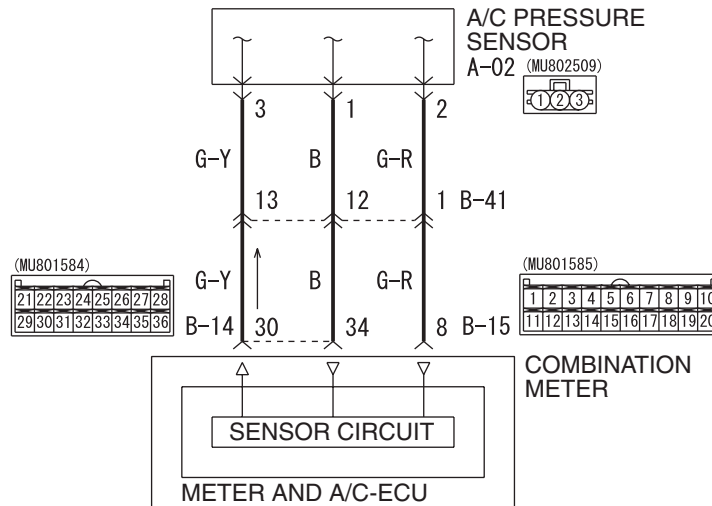 A/C PRESSURE
SENSOR
A-02 (MU802509)
1 2 3
3 1 2
G-Y B G-R
13 12 1 B-41
(MU801584)
21 22 23 24 25 26 27 28
29 30 31 32 33 34 35 36
G-Y B G-R
(MU801585)
1 2 3 4 5 6 7 8 9 10
11 12 13 14 15 16 17 18 19 20
B-14 30 34 8 B-15
COMBINATION
METER
SENSOR CIRCUIT
METER AND A/C-ECU